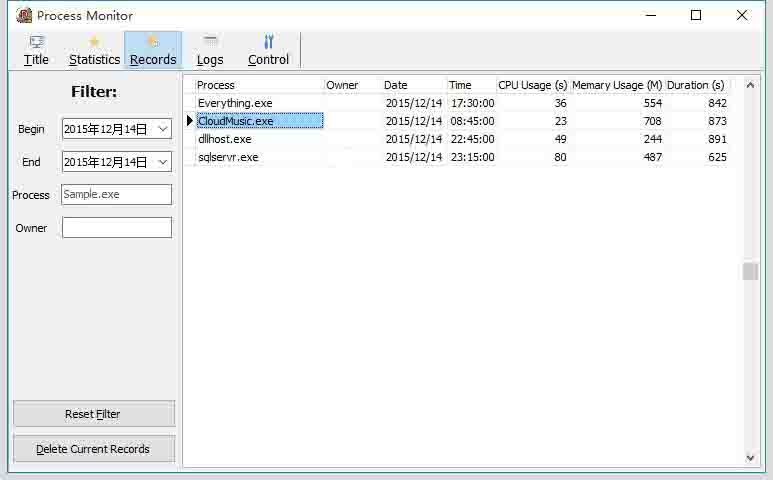 Process Monitor
Title Statistics Records Logs Control
Filter:
Begin 2015年12月14日
End 2015年12月14日
Process Sample.exe
Owner
Reset Filter
Delete Current Records
Process Owner Date Time CPU Usage (s) Memary Usage (M) Duration (s)
Everything.exe 2015/12/14 17:30:00 36 554 842
CloudMusic.exe 2015/12/14 08:45:00 23 708 873
dllhost.exe 2015/12/14 22:45:00 49 244 891
sqlservr.exe 2015/12/14 23:15:00 80 487 625